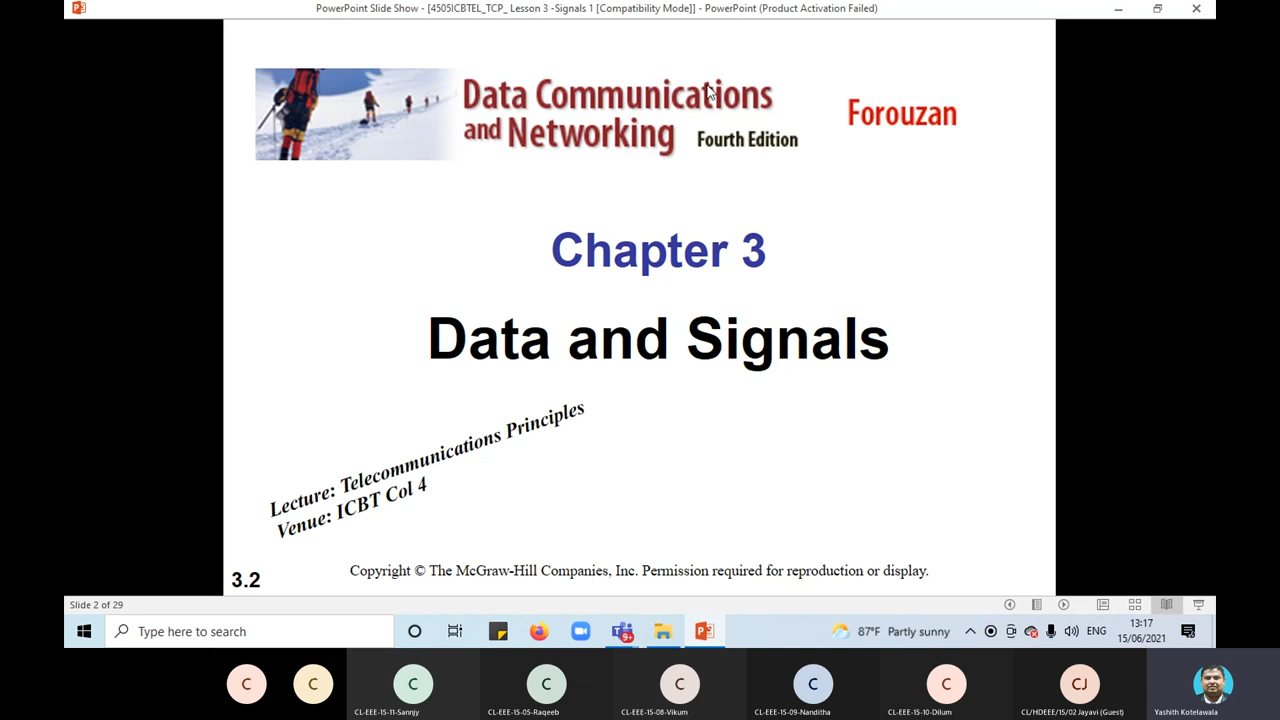 PowerPoint Slide Show - [4505ICBTEL_TCP_ Lesson 3 -Signals 1 [Compatibility Mode]] - PowerPoint (Product Activation Failed)
Data Communications
and Networking Fourth Edition
Forouzan
Chapter 3
Data and Signals
Lecture: Telecommunications Principles
Venue: ICBT Col 4
3.2
Copyright © The McGraw-Hill Companies, Inc. Permission required for reproduction or display.
Slide 2 of 29
Type here to search
9+
87°F Partly sunny
ENG
13:17
15/06/2021
C
C
C
C
C
C
C
CJ
CL-EEE-15-11-Sannjy
CL-EEE-15-05-Raqeeb
CL-EEE-15-08-Vikum
CL-EEE-15-09-Nanditha
CL-EEE-15-10-Dilum
CL/HDEEE/15/02 Jayavi (Guest)
Yashith Kotelawala